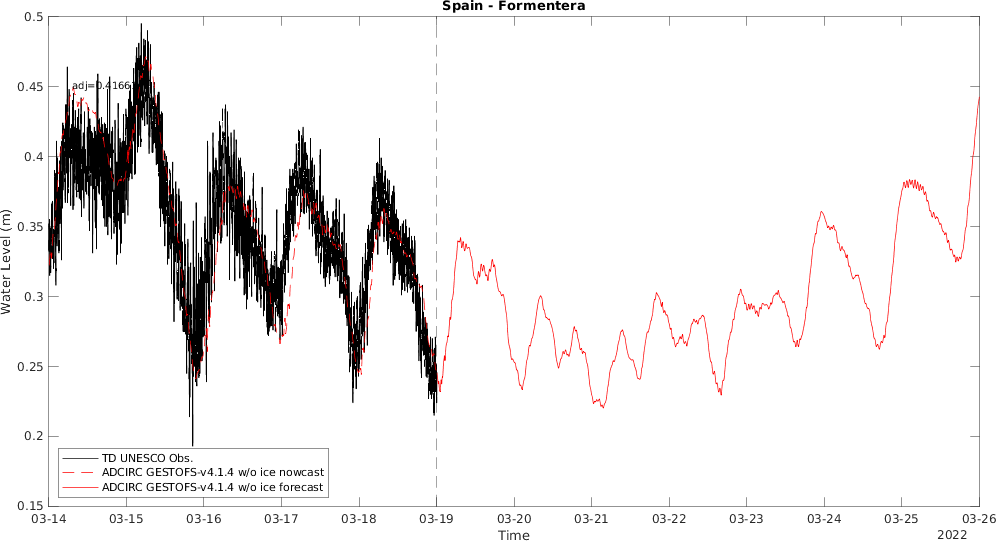 Spain - Formentera
0.5
0.45
0.4
0.35
0.3
0.25
0.2
0.15
Water Level (m)
adj=0.4166
TD UNESCO Obs.
ADCIRC GESTOFS-v4.1.4 w/o ice nowcast
ADCIRC GESTOFS-v4.1.4 w/o ice forecast
03-14 03-15 03-16 03-17 03-18 03-19 03-20 03-21 03-22 03-23 03-24 03-25 03-26
Time
2022